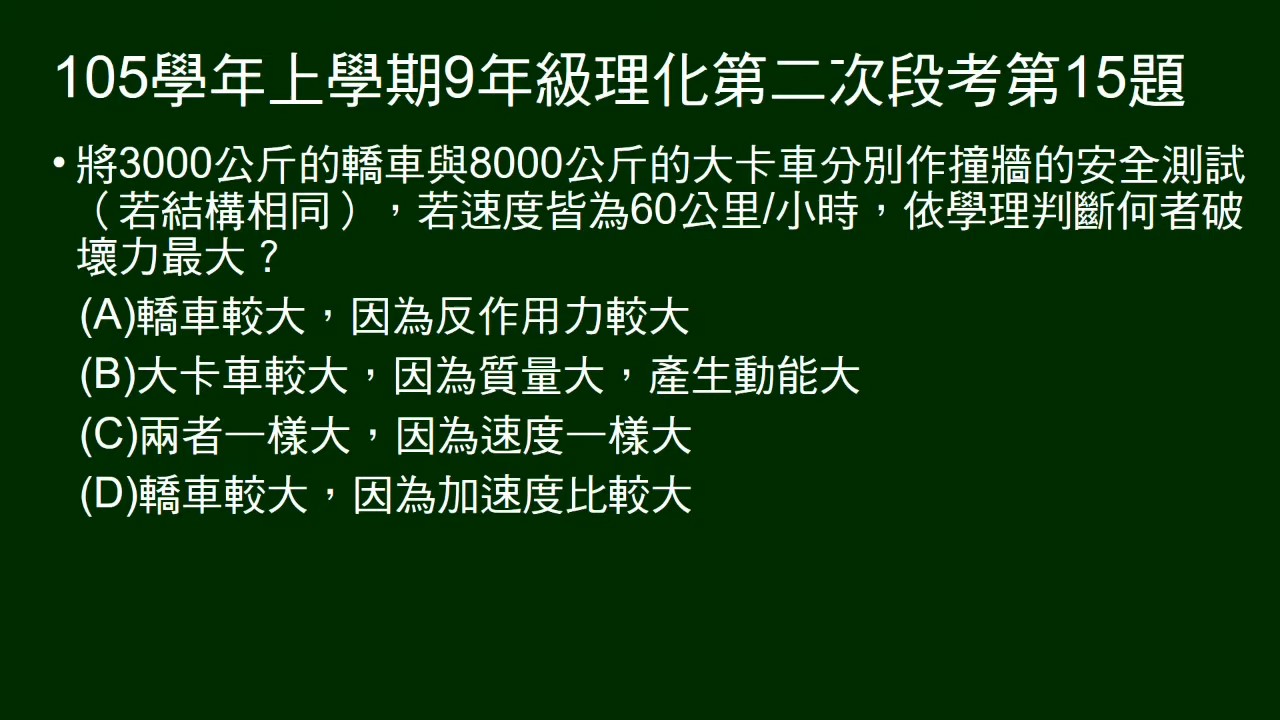 105學年上學期9年級理化第二次段考第15題
• 將3000公斤的轎車與8000公斤的大卡車分別作撞牆的安全測試
（若結構相同），若速度皆為60公里/小時，依學理判斷何者破
壞力最大？
(A)轎車較大，因為反作用力較大
(B)大卡車較大，因為質量大，產生動能大
(C)兩者一樣大，因為速度一樣大
(D)轎車較大，因為加速度比較大